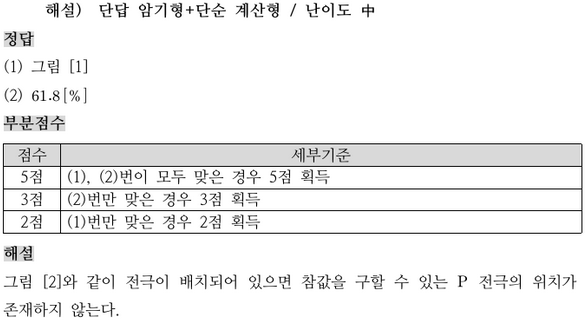 해설) 단답 암기형+단순 계산형 / 난이도 中
정답
(1) 그림 [1]
(2) 61.8[%]
부분점수
점수 세부기준
5점 (1), (2)번이 모두 맞은 경우 5점 획득
3점 (2)번만 맞은 경우 3점 획득
2점 (1)번만 맞은 경우 2점 획득
해설
그림 [2]와 같이 전극이 배치되어 있으면 참값을 구할 수 있는 P 전극의 위치가
존재하지 않는다.